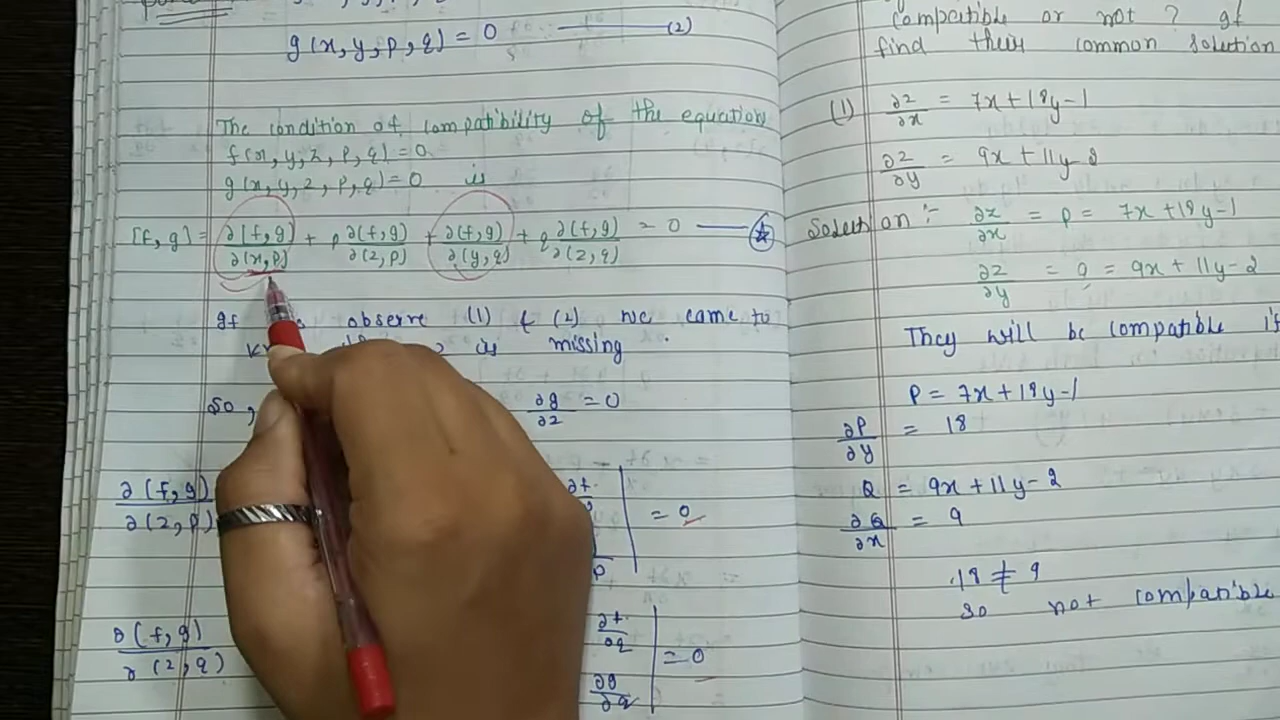 g(x, y, p, q) = 0 ——— (2)
The condition of compatibility of the equation
f(x, y, z, p, q) = 0
g(x, y, z, p, q) = 0 is
[f, g] = ∂(f, g)/∂(x, p) + p ∂(f, g)/∂(z, p) + ∂(f, g)/∂(y, q) + q ∂(f, g)/∂(z, q) = 0 ——— ☆
If observe (1) & (2) we came to
is missing
So, ∂g/∂z = 0
∂(f, g)/∂(z, p) = 0
∂(f, g)/∂(z, q) ∂f/∂q ∂g/∂q = 0
compatible or not ? If
find their common solution
(1) ∂z/∂x = 7x + 18y - 1
∂z/∂y = 9x + 11y - 2
Solution :- ∂z/∂x = p = 7x + 18y - 1
∂z/∂y = q = 9x + 11y - 2
They will be compatible if
P = 7x + 18y - 1
∂P/∂y = 18
Q = 9x + 11y - 2
∂Q/∂x = 9
18 ≠ 9
so not compatible